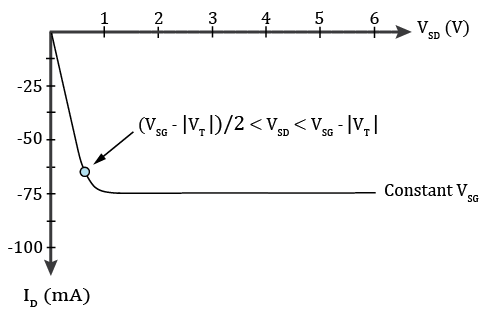 1 2 3 4 5 6 V_SD (V)
-25
(V_SG - |V_T|)/2 < V_SD < V_SG - |V_T|
-50
-75
Constant V_SG
-100
I_D (mA)